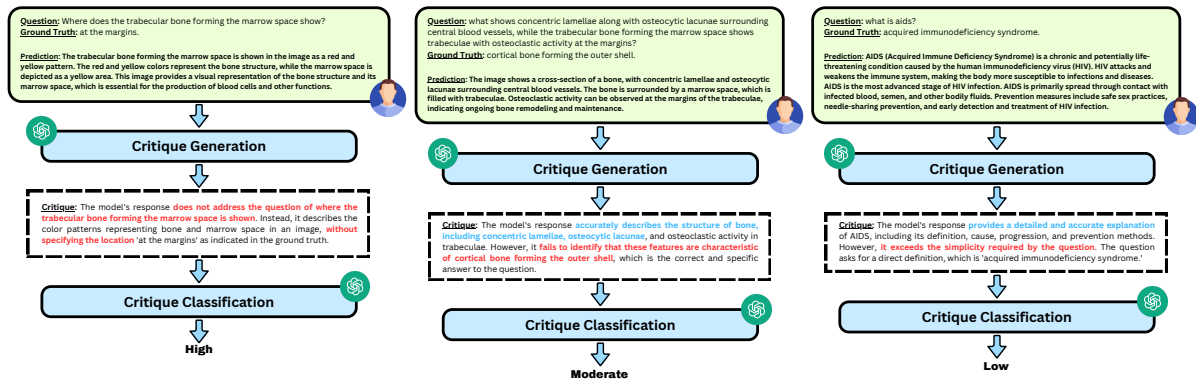 Question: Where does the trabecular bone forming the marrow space show?
Ground Truth: at the margins.
Prediction: The trabecular bone forming the marrow space is shown in the image as a red and
yellow pattern. The red and yellow colors represent the bone structure, while the marrow space is
depicted as a yellow area. This image provides a visual representation of the bone structure and its
marrow space, which is essential for the production of blood cells and other functions.
Critique Generation
Critique: The model's response does not address the question of where the
trabecular bone forming the marrow space is shown. Instead, it describes the
color patterns representing bone and marrow space in an image, without
specifying the location 'at the margins' as indicated in the ground truth.
Critique Classification
High
Question: what shows concentric lamellae along with osteocytic lacunae surrounding
central blood vessels, while the trabecular bone forming the marrow space shows
trabeculae with osteoclastic activity at the margins?
Ground Truth: cortical bone forming the outer shell.
Prediction: The image shows a cross-section of a bone, with concentric lamellae and osteocytic
lacunae surrounding central blood vessels. The bone is surrounded by a marrow space, which is
filled with trabeculae. Osteoclastic activity can be observed at the margins of the trabeculae,
indicating ongoing bone remodeling and maintenance.
Critique Generation
Critique: The model's response accurately describes the structure of bone,
including concentric lamellae, osteocytic lacunae, and osteoclastic activity in
trabeculae. However, it fails to identify that these features are characteristic
of cortical bone forming the outer shell, which is the correct and specific
answer to the question.
Critique Classification
Moderate
Question: what is aids?
Ground Truth: acquired immunodeficiency syndrome.
Prediction: AIDS (Acquired Immune Deficiency Syndrome) is a chronic and potentially life-
threatening condition caused by the human immunodeficiency virus (HIV). HIV attacks and
weakens the immune system, making the body more susceptible to infections and diseases.
AIDS is the most advanced stage of HIV infection. AIDS is primarily spread through contact with
infected blood, semen, and other bodily fluids. Prevention measures include safe sex practices,
needle-sharing prevention, and early detection and treatment of HIV infection.
Critique Generation
Critique: The model's response provides a detailed and accurate explanation
of AIDS, including its definition, cause, progression, and prevention methods.
However, it exceeds the simplicity required by the question. The question
asks for a direct definition, which is 'acquired immunodeficiency syndrome.'
Critique Classification
Low